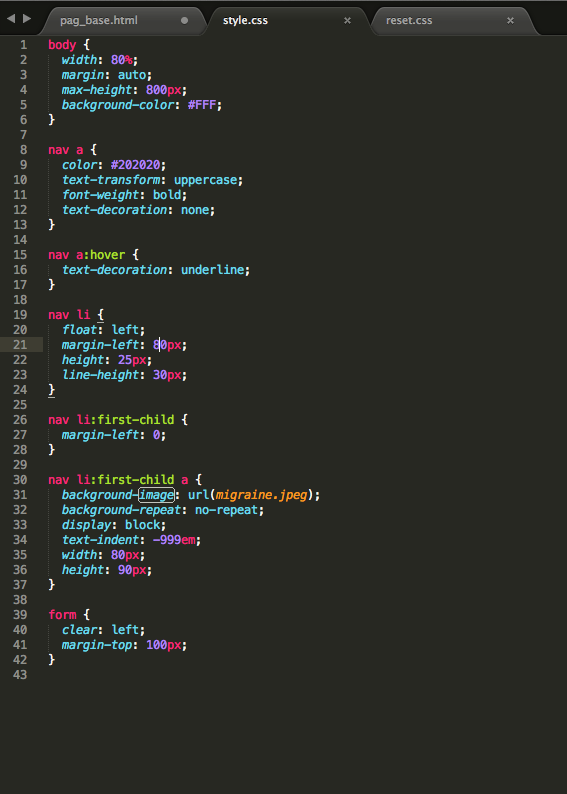 pag_base.html
style.css
reset.css
1 body {
2   width: 80%;
3   margin: auto;
4   max-height: 800px;
5   background-color: #FFF;
6 }
7
8 nav a {
9   color: #202020;
10   text-transform: uppercase;
11   font-weight: bold;
12   text-decoration: none;
13 }
14
15 nav a:hover {
16   text-decoration: underline;
17 }
18
19 nav li {
20   float: left;
21   margin-left: 80px;
22   height: 25px;
23   line-height: 30px;
24 }
25
26 nav li:first-child {
27   margin-left: 0;
28 }
29
30 nav li:first-child a {
31   background-image: url(migraine.jpeg);
32   background-repeat: no-repeat;
33   display: block;
34   text-indent: -999em;
35   width: 80px;
36   height: 90px;
37 }
38
39 form {
40   clear: left;
41   margin-top: 100px;
42 }
43